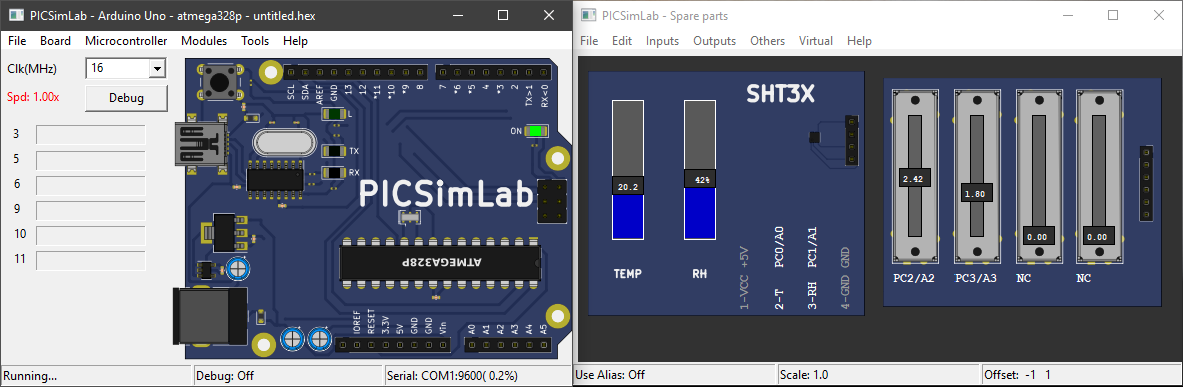 PICSimLab - Arduino Uno - atmega328p - untitled.hex
File Board Microcontroller Modules Tools Help
Clk(MHz) 16
Spd: 1.00x Debug
3
5
6
9
10
11
SCL SDA AREF GND 13 12 *11 *10 *9 8 7 *6 *5 4 *3 2 TX>1 RX<0
L
ON
TX
RX
PICSimLab
ATMEGA328P
IOREF RESET 3.3V 5V GND GND Vin A0 A1 A2 A3 A4 A5
Running... Debug: Off Serial: COM1:9600( 0.2%)
PICSimLab - Spare parts
File Edit Inputs Outputs Others Virtual Help
SHT3X
20.2 42%
TEMP RH
1-VCC +5V
2-T PC0/A0
3-RH PC1/A1
4-GND GND
2.42 1.80 0.00 0.00
PC2/A2 PC3/A3 NC NC
Use Alias: Off Scale: 1.0 Offset: -1 1